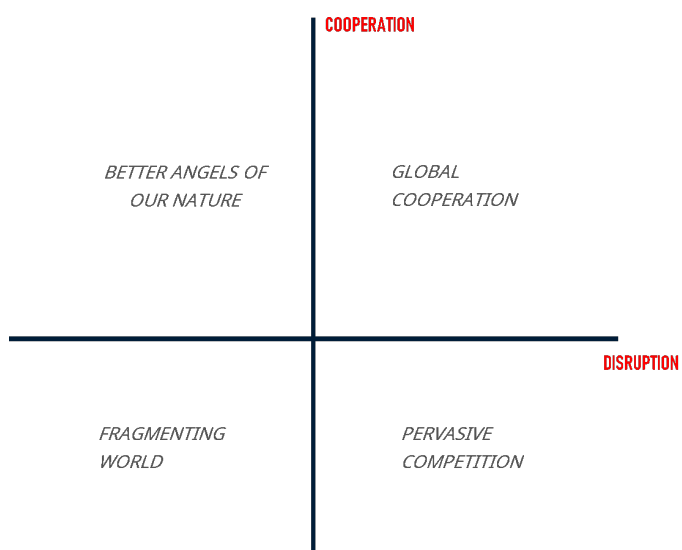 COOPERATION
BETTER ANGELS OF
OUR NATURE
GLOBAL
COOPERATION
DISRUPTION
FRAGMENTING
WORLD
PERVASIVE
COMPETITION